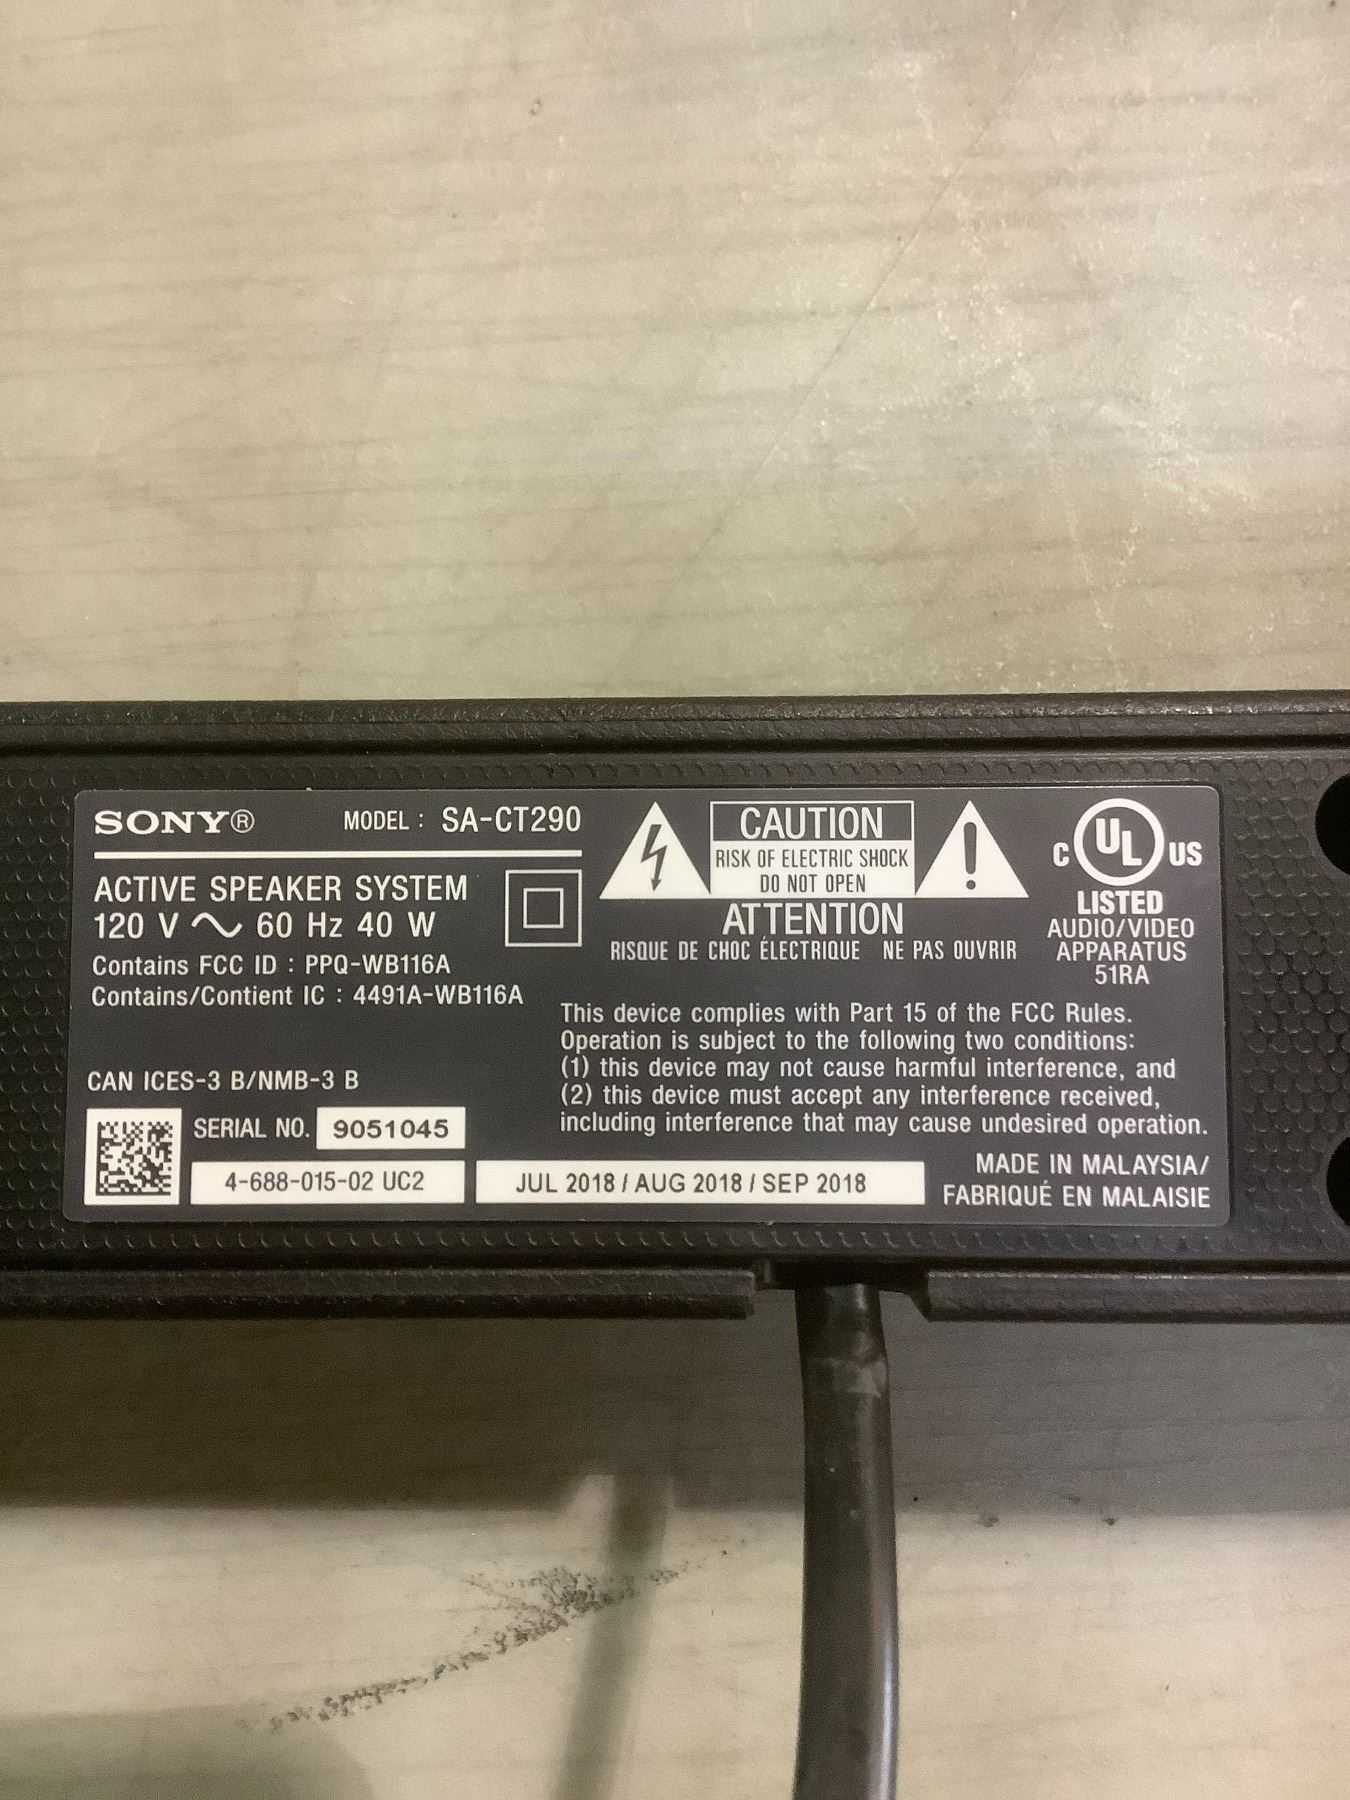 SONY® MODEL : SA-CT290
ACTIVE SPEAKER SYSTEM
120 V ~ 60 Hz 40 W
Contains FCC ID : PPQ-WB116A
Contains/Contient IC : 4491A-WB116A
CAN ICES-3 B/NMB-3 B
SERIAL NO. 9051045
4-688-015-02 UC2
JUL 2018 / AUG 2018 / SEP 2018
CAUTION
RISK OF ELECTRIC SHOCK
DO NOT OPEN
ATTENTION
RISQUE DE CHOC ÉLECTRIQUE NE PAS OUVRIR
C UL US
LISTED
AUDIO/VIDEO
APPARATUS
51RA
This device complies with Part 15 of the FCC Rules.
Operation is subject to the following two conditions:
(1) this device may not cause harmful interference, and
(2) this device must accept any interference received,
including interference that may cause undesired operation.
MADE IN MALAYSIA/
FABRIQUÉ EN MALAISIE